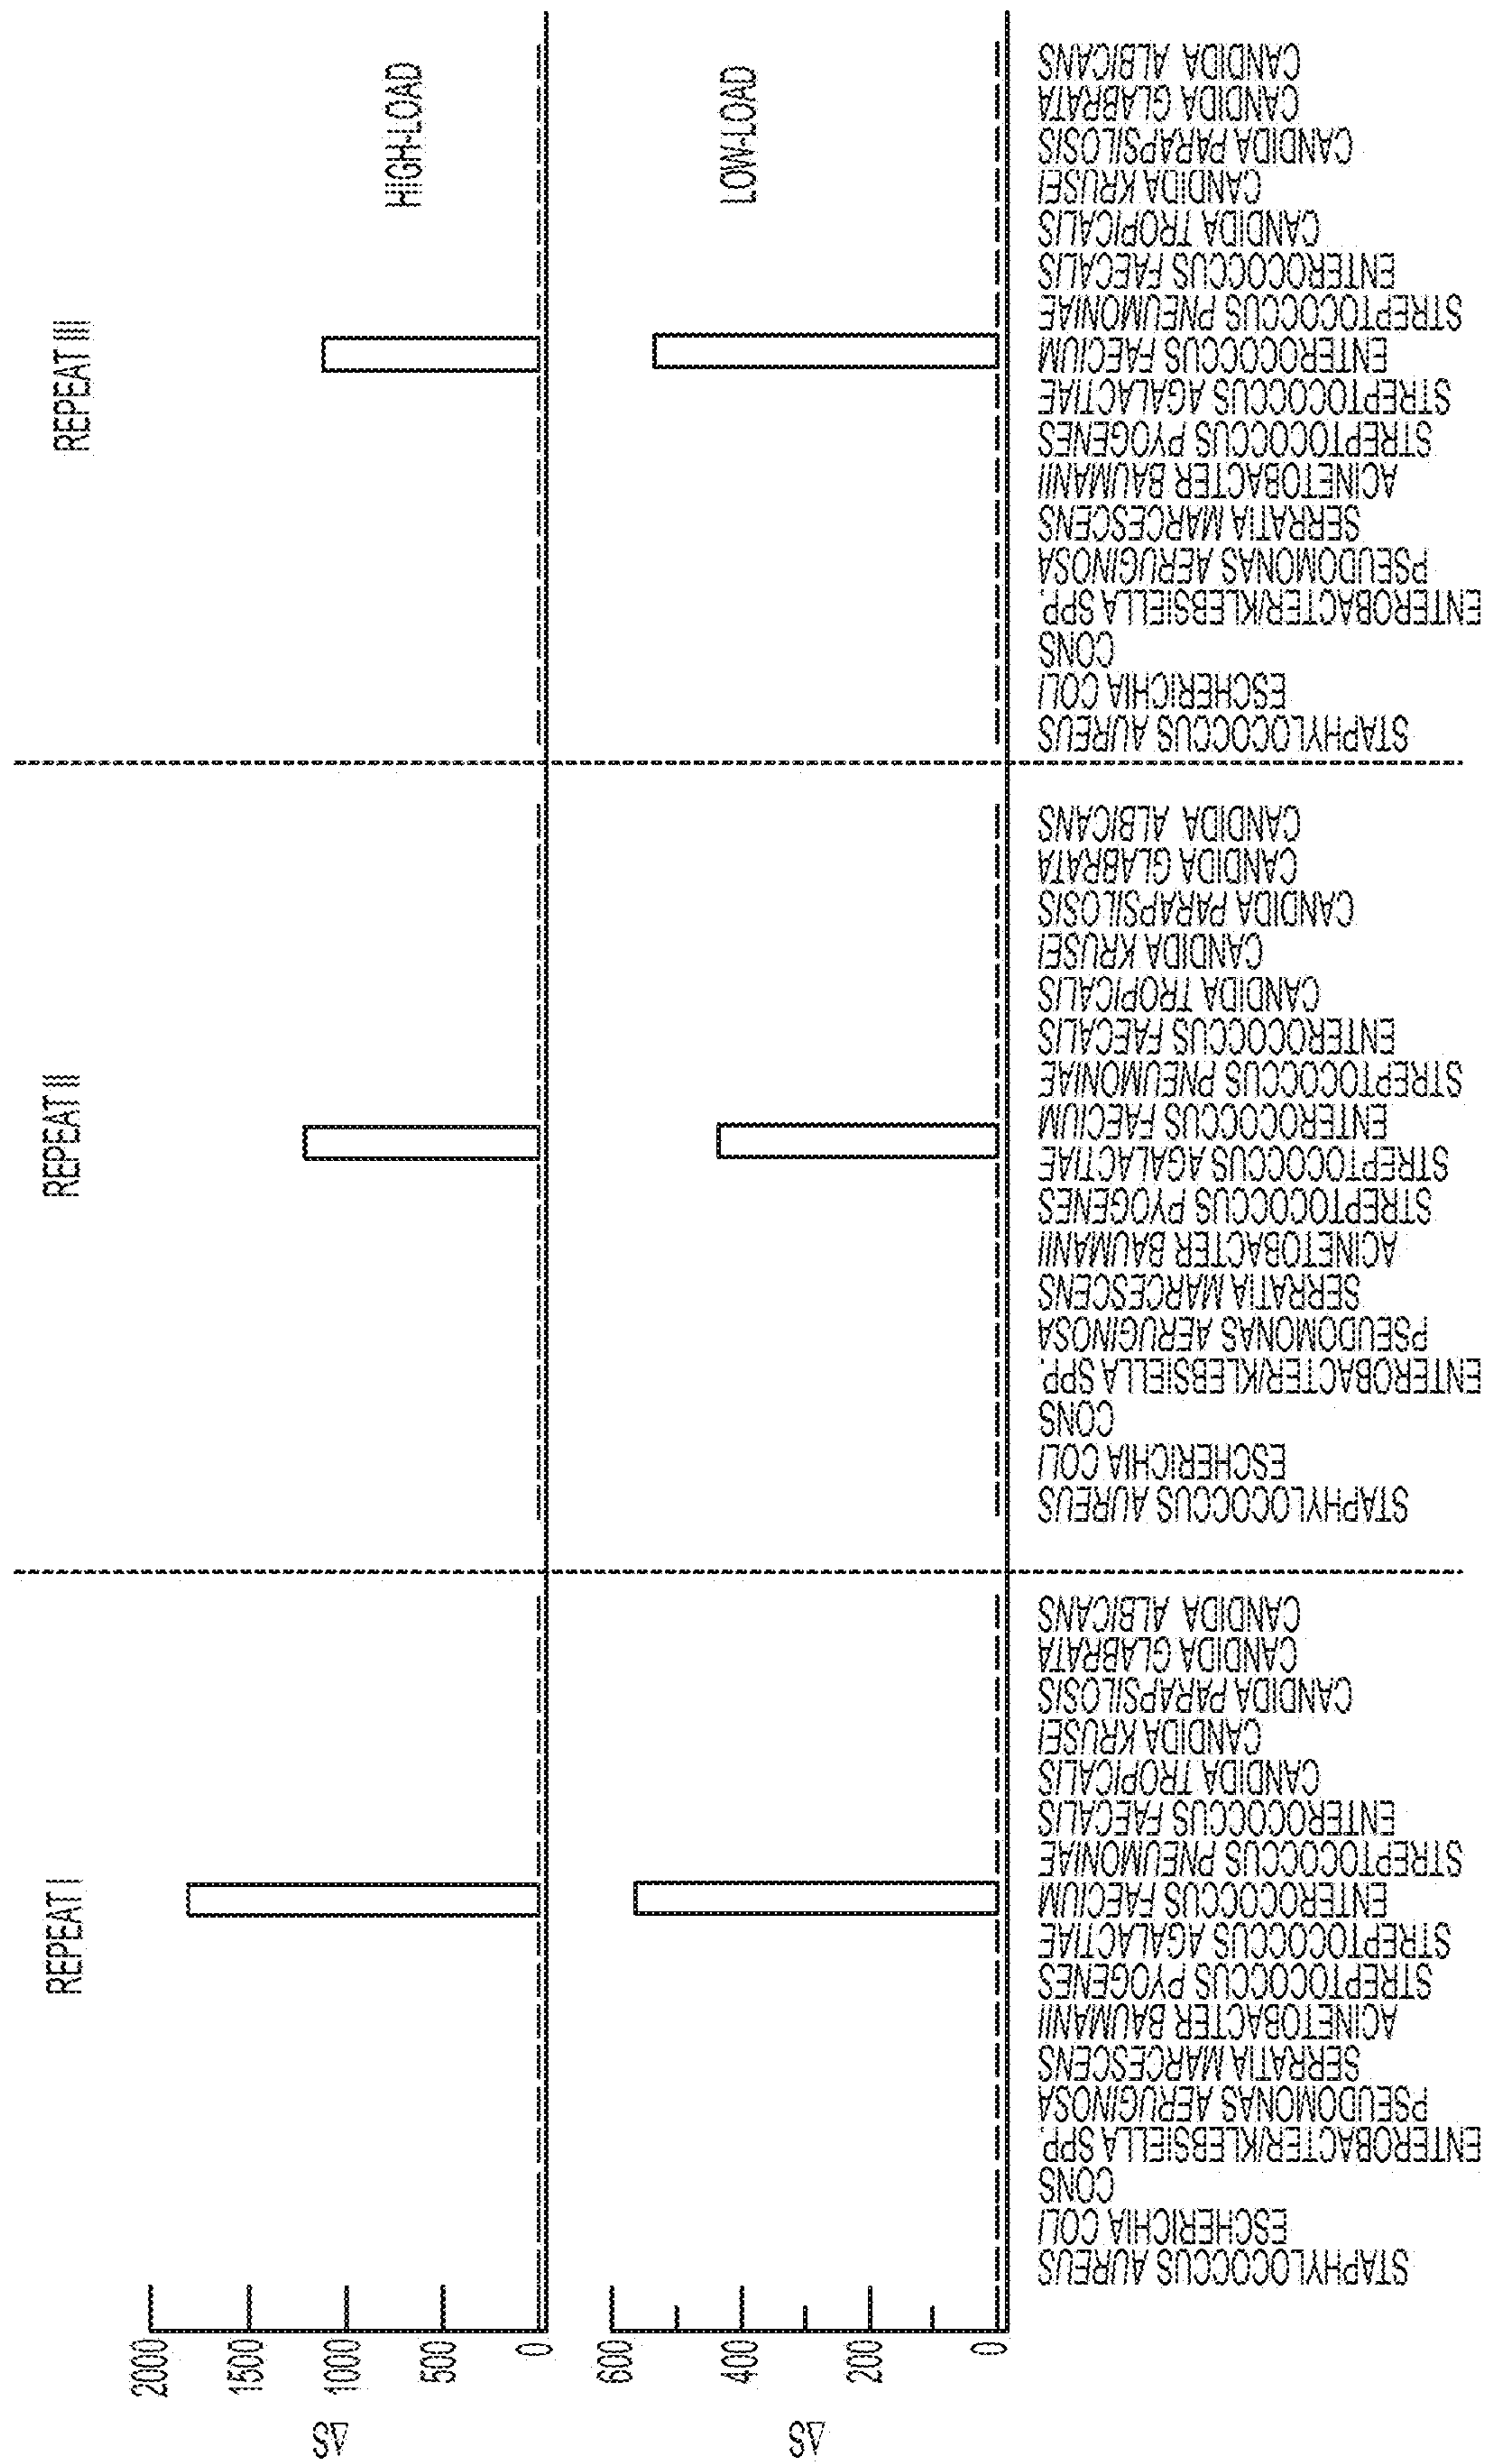 REPEAT I
REPEAT II
REPEAT III
ΔS
2000
1500
1000
500
0
HIGH-LOAD
ΔS
600
400
200
0
LOW-LOAD
STAPHYLOCOCCUS AUREUS
ESCHERICHIA COLI
CONS
ENTEROBACTER/KLEBSIELLA SPP.
PSEUDOMONAS AERUGINOSA
SERRATIA MARCESCENS
ACINETOBACTER BAUMANII
STREPTOCOCCUS PYOGENES
STREPTOCOCCUS AGALACTIAE
ENTEROCOCCUS FAECIUM
STREPTOCOCCUS PNEUMONIAE
ENTEROCOCCUS FAECALIS
CANDIDA TROPICALIS
CANDIDA KRUSEI
CANDIDA PARAPSILOSIS
CANDIDA GLABRATA
CANDIDA ALBICANS
STAPHYLOCOCCUS AUREUS
ESCHERICHIA COLI
CONS
ENTEROBACTER/KLEBSIELLA SPP.
PSEUDOMONAS AERUGINOSA
SERRATIA MARCESCENS
ACINETOBACTER BAUMANII
STREPTOCOCCUS PYOGENES
STREPTOCOCCUS AGALACTIAE
ENTEROCOCCUS FAECIUM
STREPTOCOCCUS PNEUMONIAE
ENTEROCOCCUS FAECALIS
CANDIDA TROPICALIS
CANDIDA KRUSEI
CANDIDA PARAPSILOSIS
CANDIDA GLABRATA
CANDIDA ALBICANS
STAPHYLOCOCCUS AUREUS
ESCHERICHIA COLI
CONS
ENTEROBACTER/KLEBSIELLA SPP.
PSEUDOMONAS AERUGINOSA
SERRATIA MARCESCENS
ACINETOBACTER BAUMANII
STREPTOCOCCUS PYOGENES
STREPTOCOCCUS AGALACTIAE
ENTEROCOCCUS FAECIUM
STREPTOCOCCUS PNEUMONIAE
ENTEROCOCCUS FAECALIS
CANDIDA TROPICALIS
CANDIDA KRUSEI
CANDIDA PARAPSILOSIS
CANDIDA GLABRATA
CANDIDA ALBICANS